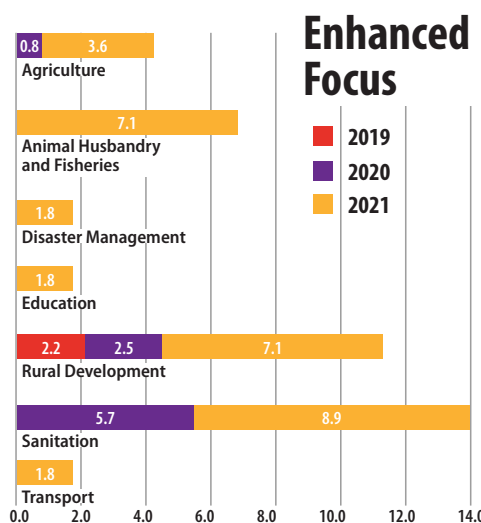 Enhanced
Focus
2019
2020
2021
0.8 3.6
Agriculture
7.1
Animal Husbandry
and Fisheries
1.8
Disaster Management
1.8
Education
2.2 2.5 7.1
Rural Development
5.7 8.9
Sanitation
1.8
Transport
0.0 2.0 4.0 6.0 8.0 10.0 12.0 14.0